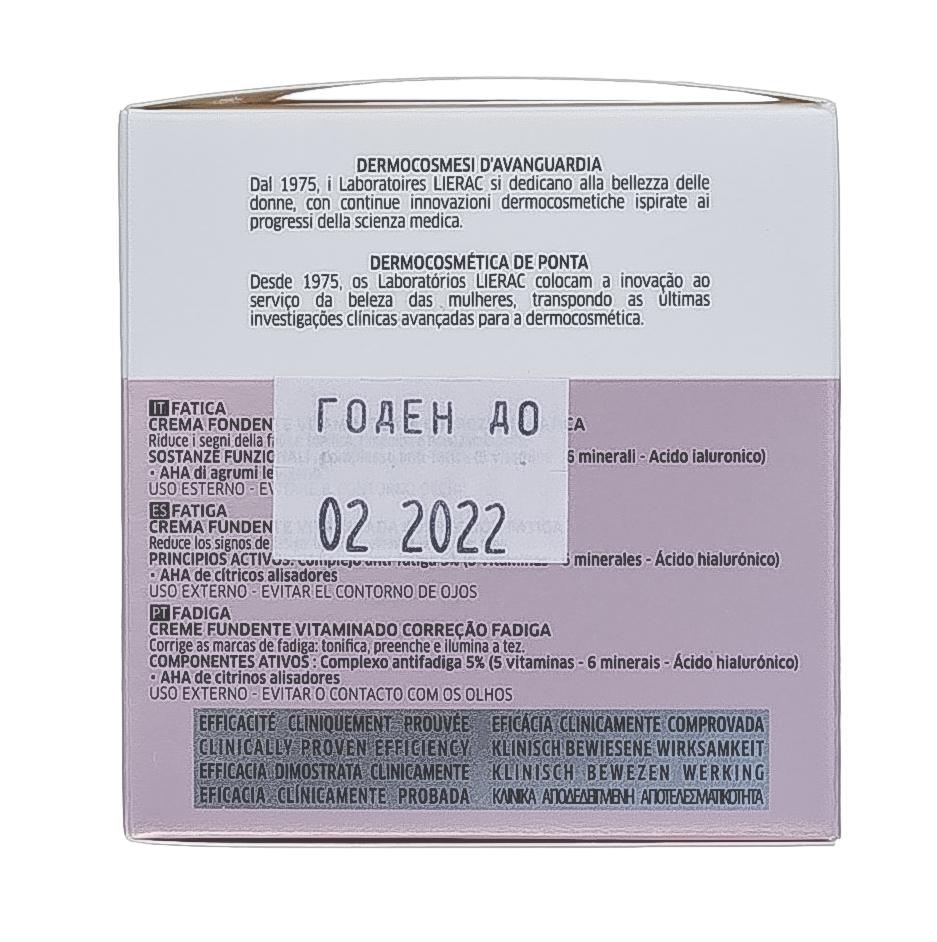 DERMOCOSMESI D'AVANGUARDIA
Dal 1975, i Laboratoires LIERAC si dedicano alla bellezza delle
donne, con continue innovazioni dermocosmetiche ispirate ai
progressi della scienza medica.
DERMOCOSMÉTICA DE PONTA
Desde 1975, os Laboratórios LIERAC colocam a inovação ao
serviço da beleza das mulheres, transpondo as últimas
investigações clínicas avançadas para a dermocosmética.
ГОДЕН ДО
02 2022
IT FATICA
CREMA FONDEN
Riduce i segni della
SOSTANZE 6 minerali - Acido ialuronico)
• AHA di agrumi
USO ESTERNO -
ES FATIGA
CREMA
Reduce los signos de
PRINCIPIOS ACTIVOS: Complejo anti-fatiga 5% (5 vitaminas - 6 minerales - Ácido hialurónico)
• AHA de cítricos alisadores
USO EXTERNO - EVITAR EL CONTORNO DE OJOS
PT FADIGA
CREME FUNDENTE VITAMINADO CORREÇÃO FADIGA
Corrige as marcas de fadiga: tonifica, preenche e ilumina a tez.
COMPONENTES ATIVOS : Complexo antifadiga 5% (5 vitaminas - 6 minerais - Ácido hialurónico)
• AHA de citrinos alisadores
USO EXTERNO - EVITAR O CONTACTO COM OS OLHOS
EFFICACITÉ CLINIQUEMENT PROUVÉE EFICÁCIA CLINICAMENTE COMPROVADA
CLINICALLY PROVEN EFFICIENCY KLINISCH BEWIESENE WIRKSAMKEIT
EFFICACIA DIMOSTRATA CLINICAMENTE KLINISCH BEWEZEN WERKING
EFICACIA CLÍNICAMENTE PROBADA ΚΛΙΝΙΚΑ ΑΠΟΔΕΔΕΙΓΜΕΝΗ ΑΠΟΤΕΛΕΣΜΑΤΙΚΟΤΗΤΑ